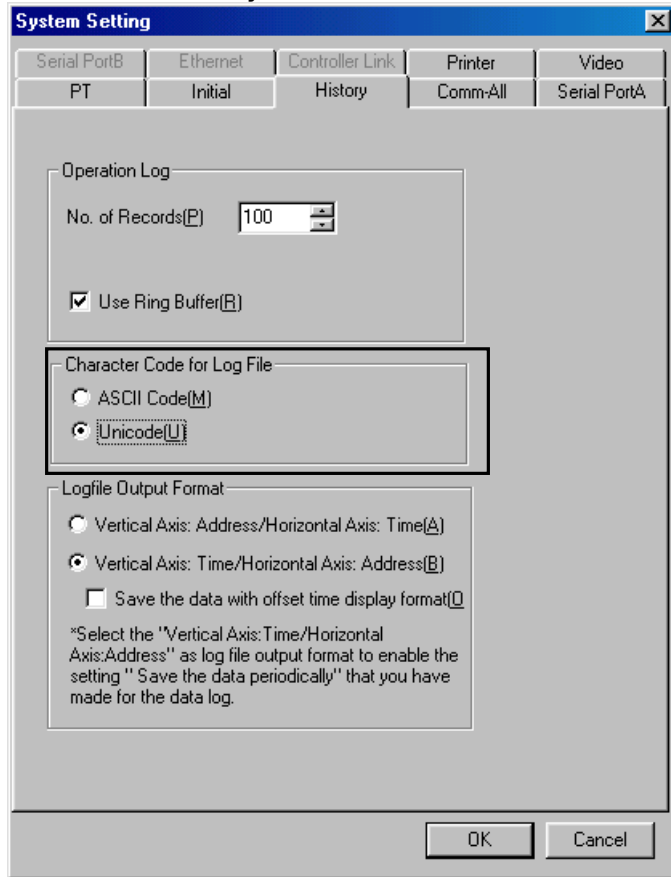 System Setting
Serial PortB Ethernet Controller Link Printer Video
PT Initial History Comm-All Serial PortA
Operation Log
No. of Records(P) 100
Use Ring Buffer(R)
Character Code for Log File
ASCII Code(M)
Unicode(U)
Logfile Output Format
Vertical Axis: Address/Horizontal Axis: Time(A)
Vertical Axis: Time/Horizontal Axis: Address(B)
Save the data with offset time display format(O
*Select the "Vertical Axis:Time/Horizontal
Axis:Address" as log file output format to enable the
setting " Save the data periodically" that you have
made for the data log.
OK Cancel